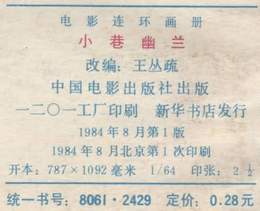 电影连环画册
小巷幽兰
改编：王丛疏
中国电影出版社出版
一二〇一工厂印刷 新华书店发行
1984年8月第1版
1984年8月北京第1次印刷
开本：787×1092毫米 1/64 印张：2½
统一书号：8061·2429 定价：0.28元